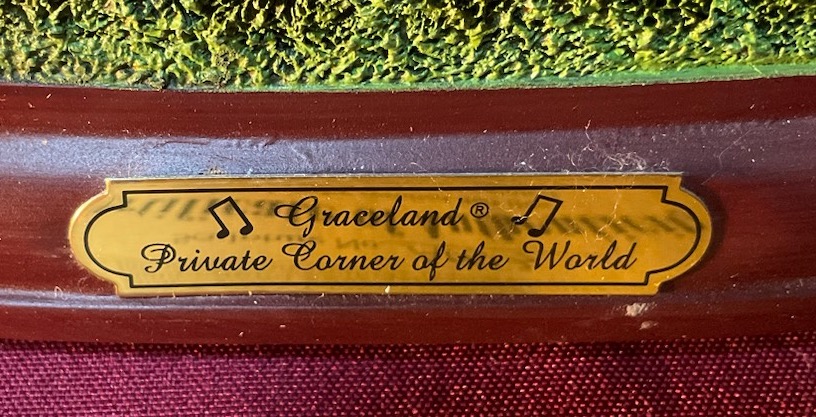 Graceland®
Private Corner of the World